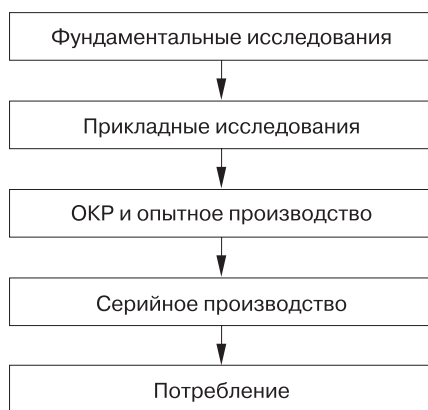 Фундаментальные исследования
Прикладные исследования
ОКР и опытное производство
Серийное производство
Потребление